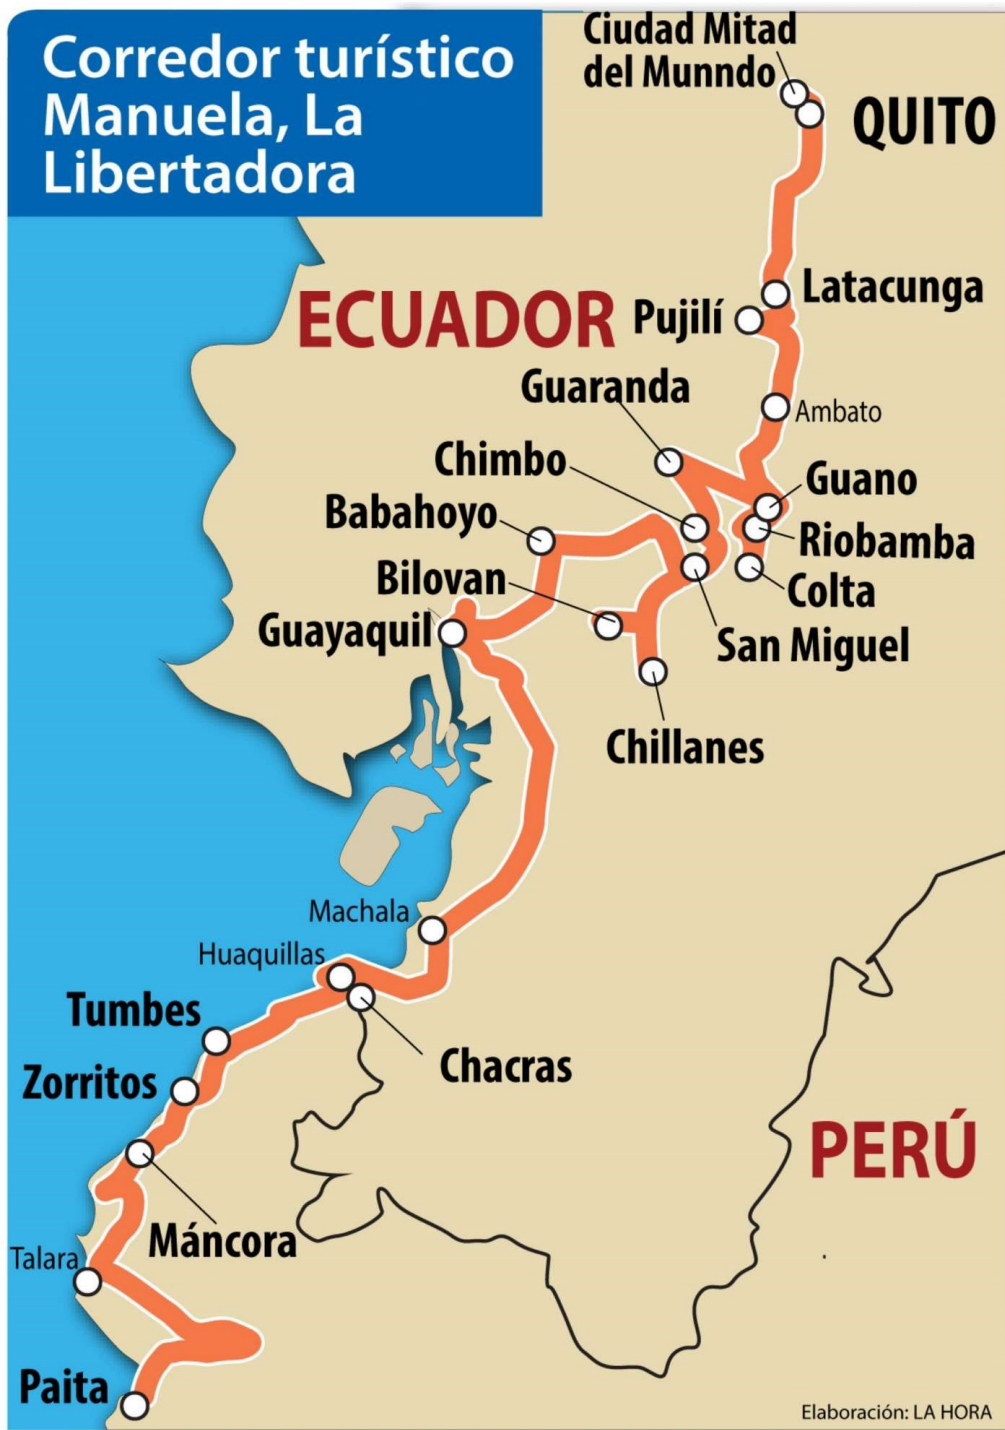 Corredor turístico
Manuela, La
Libertadora
Ciudad Mitad
del Munndo
QUITO
Latacunga
ECUADOR
Pujilí
Guaranda
Ambato
Chimbo
Guano
Babahoyo
Riobamba
Bilovan
Colta
Guayaquil
San Miguel
Chillanes
Machala
Huaquillas
Tumbes
Chacras
Zorritos
PERÚ
Máncora
Talara
Paita
Elaboración: LA HORA